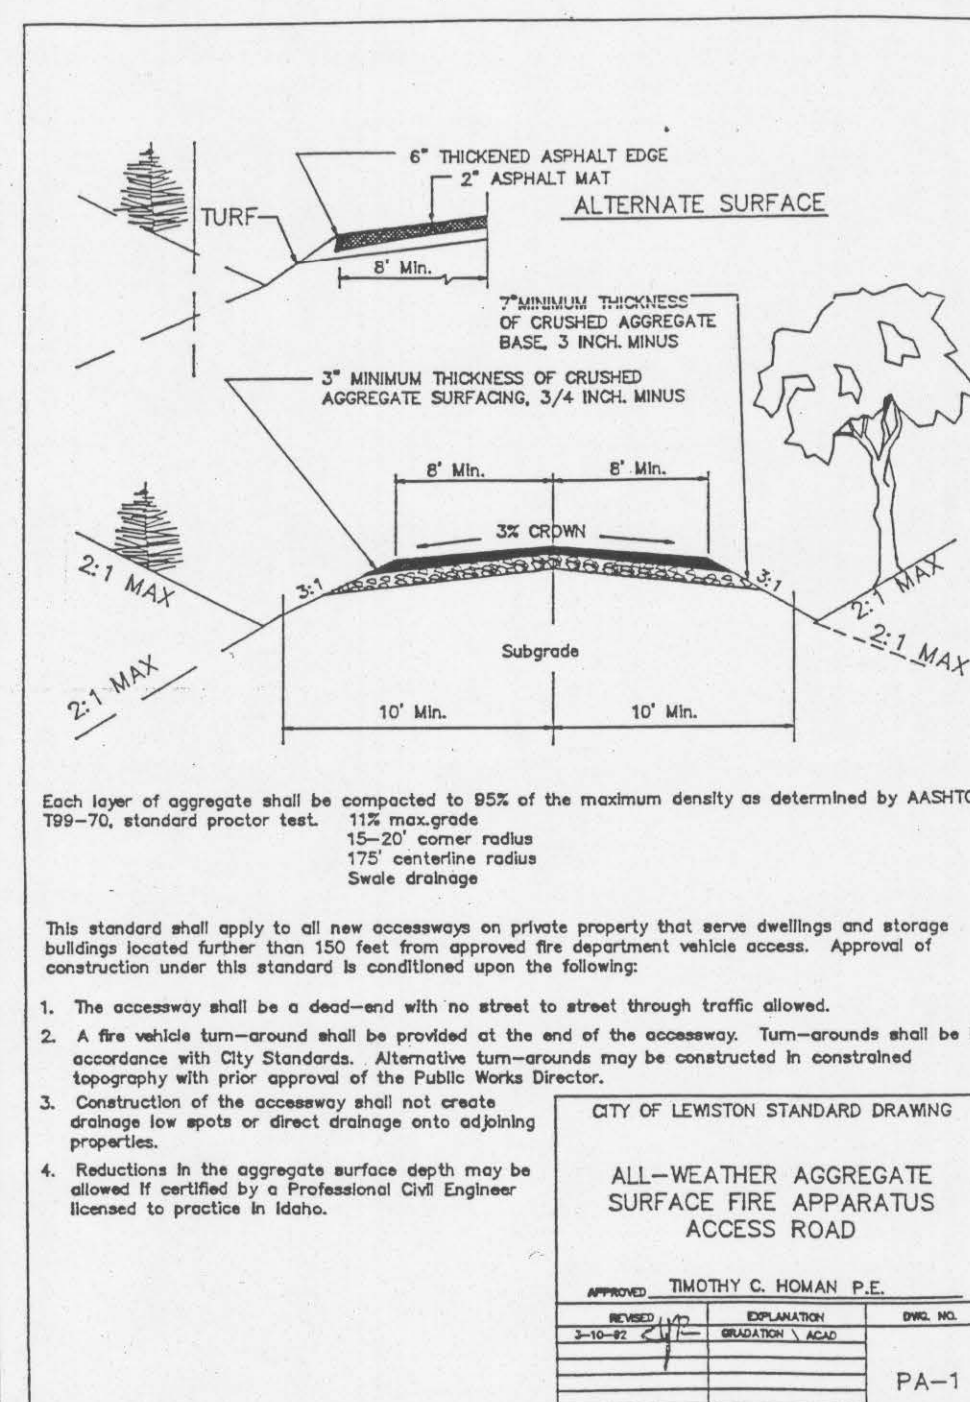 6" THICKENED ASPHALT EDGE
2" ASPHALT MAT
ALTERNATE SURFACE
TURF
8' Min.
7" MINIMUM THICKNESS
OF CRUSHED AGGREGATE
BASE, 3 INCH. MINUS
3" MINIMUM THICKNESS OF CRUSHED
AGGREGATE SURFACING, 3/4 INCH. MINUS
8' Min.
8' Min.
3% CROWN
2:1 MAX
3:1
3:1
2:1 MAX
2:1 MAX
2:1 MAX
Subgrade
10' Min.
10' Min.
Each layer of aggregate shall be compacted to 95% of the maximum density as determined by AASHTO
T99-70, standard proctor test. 11% max.grade
15-20' corner radius
175' centerline radius
Swale drainage
This standard shall apply to all new accessways on private property that serve dwellings and storage
buildings located further than 150 feet from approved fire department vehicle access. Approval of
construction under this standard is conditioned upon the following:
1. The accessway shall be a dead-end with no street to street through traffic allowed.
2. A fire vehicle turn-around shall be provided at the end of the accessway. Turn-arounds shall be
accordance with City Standards. Alternative turn-arounds may be constructed in constrained
topography with prior approval of the Public Works Director.
3. Construction of the accessway shall not create
drainage low spots or direct drainage onto adjoining
properties.
4. Reductions in the aggregate surface depth may be
allowed if certified by a Professional Civil Engineer
licensed to practice in Idaho.
CITY OF LEWISTON STANDARD DRAWING
ALL-WEATHER AGGREGATE
SURFACE FIRE APPARATUS
ACCESS ROAD
APPROVED TIMOTHY C. HOMAN P.E.
REVISED EXPLANATION DWG. NO.
3-10-92 GRADATION \ ACAD
PA-1